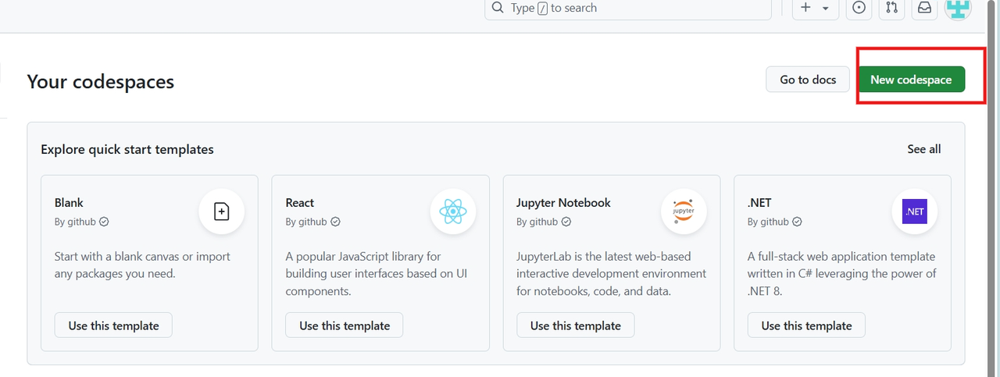 Type / to search
Your codespaces
Go to docs
New codespace
Explore quick start templates
See all
Blank
By github
Start with a blank canvas or import
any packages you need.
Use this template
React
By github
A popular JavaScript library for
building user interfaces based on UI
components.
Use this template
Jupyter Notebook
By github
jupyter
JupyterLab is the latest web-based
interactive development environment
for notebooks, code, and data.
Use this template
.NET
By github
.NET
A full-stack web application template
written in C# leveraging the power of
.NET 8.
Use this template